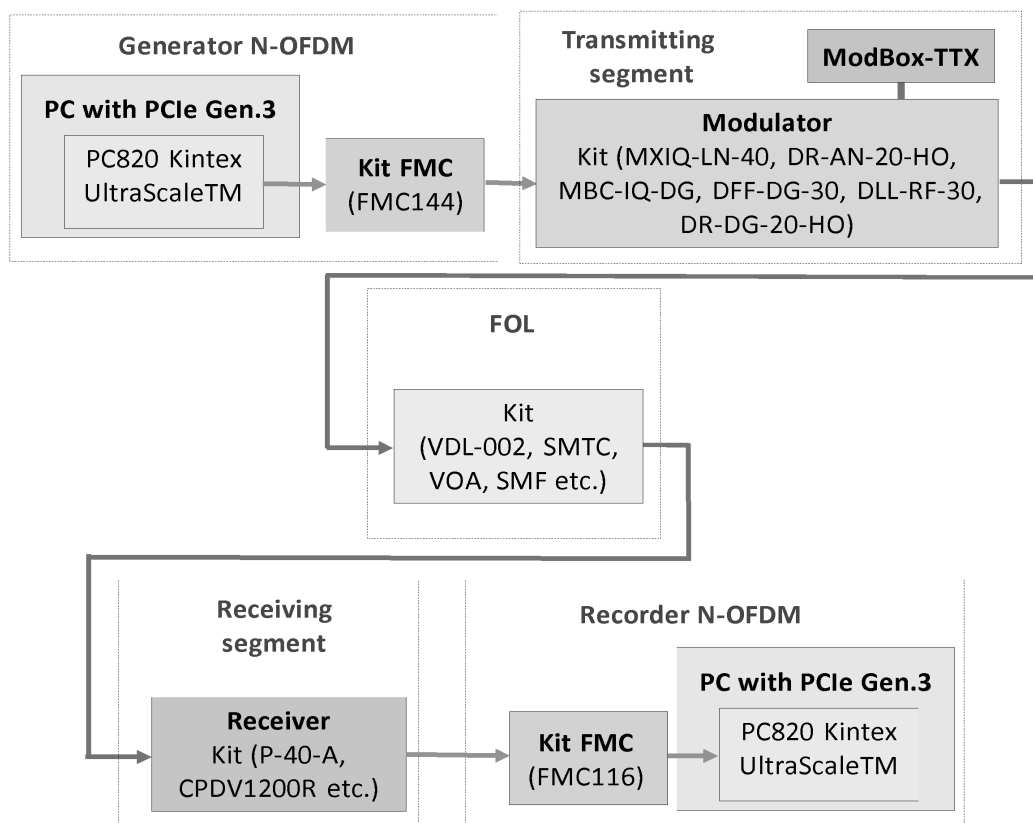 Generator N-OFDM
PC with PCIe Gen.3
PC820 Kintex
UltraScaleTM
Kit FMC
(FMC144)
Transmitting
segment
ModBox-TTX
Modulator
Kit (MXIQ-LN-40, DR-AN-20-HO,
MBC-IQ-DG, DFF-DG-30, DLL-RF-30,
DR-DG-20-HO)
FOL
Kit
(VDL-002, SMTC,
VOA, SMF etc.)
Receiving
segment
Receiver
Kit (P-40-A,
CPDV1200R etc.)
Recorder N-OFDM
Kit FMC
(FMC116)
PC with PCIe Gen.3
PC820 Kintex
UltraScaleTM